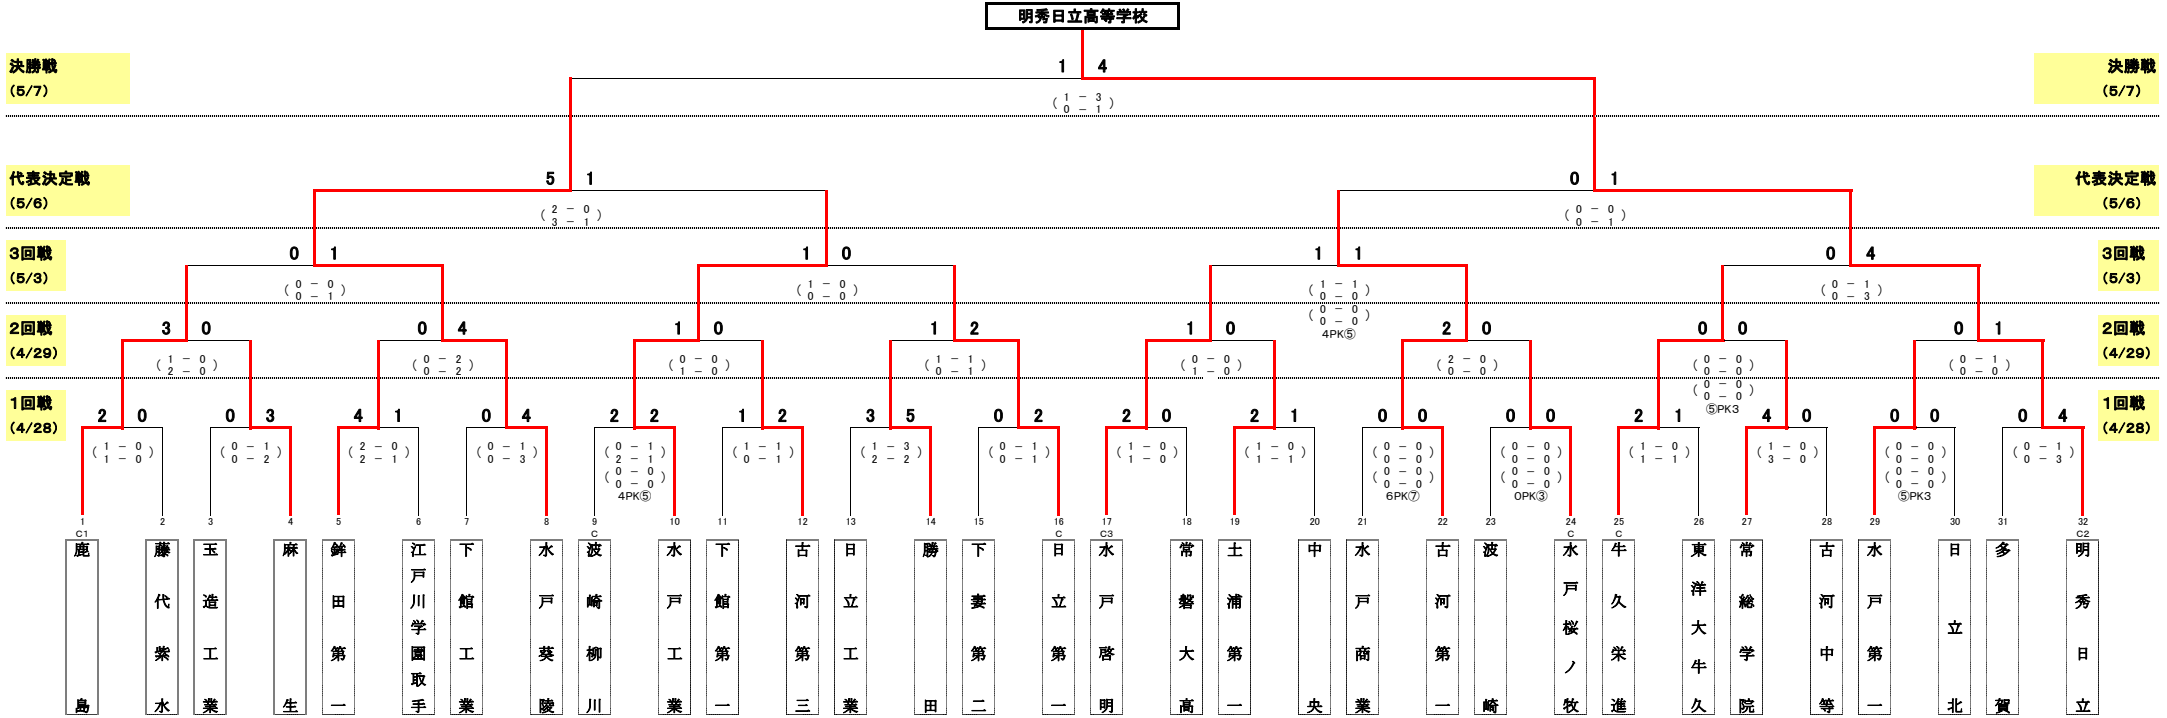 明秀日立高等学校
決勝戦
(5/7)
1 4
決勝戦
(5/7)
( 1 - 3 )
0 - 1
代表決定戦
(5/6)
5 1
0 1
代表決定戦
(5/6)
( 2 - 0 )
3 - 1
( 0 - 0 )
0 - 1
3回戦
(5/3)
0 1
1 0
1 1
0 4
3回戦
(5/3)
( 0 - 0 )
0 - 1
( 1 - 0 )
0 - 0
( 1 - 1 )
0 - 0
( 0 - 0 )
0 - 0
4PK⑤
( 0 - 1 )
0 - 3
2回戦
(4/29)
3 0
0 4
1 0
1 2
1 0
2 0
0 0
0 1
2回戦
(4/29)
( 1 - 0 )
2 - 0
( 0 - 2 )
0 - 2
( 0 - 0 )
1 - 0
( 1 - 1 )
0 - 1
( 0 - 0 )
1 - 0
( 2 - 0 )
0 - 0
( 0 - 0 )
0 - 0
( 0 - 0 )
0 - 0
⑤PK3
( 0 - 1 )
0 - 0
1回戦
(4/28)
2 0
0 3
4 1
0 4
2 2
1 2
3 5
0 2
2 0
2 1
0 0
0 0
2 1
4 0
0 0
0 4
1回戦
(4/28)
( 1 - 0 )
1 - 0
( 0 - 1 )
0 - 2
( 2 - 0 )
2 - 1
( 0 - 1 )
0 - 3
( 0 - 1 )
2 - 1
( 0 - 0 )
0 - 0
4PK⑤
( 1 - 1 )
0 - 1
( 1 - 3 )
2 - 2
( 0 - 1 )
0 - 1
( 1 - 0 )
1 - 0
( 1 - 0 )
1 - 1
( 0 - 0 )
0 - 0
( 0 - 0 )
0 - 0
6PK⑦
( 0 - 0 )
0 - 0
( 0 - 0 )
0 - 0
0PK③
( 1 - 0 )
1 - 1
( 1 - 0 )
3 - 0
( 0 - 0 )
0 - 0
( 0 - 0 )
0 - 0
⑤PK3
( 0 - 1 )
0 - 3
1 2 3 4 5 6 7 8 9 10 11 12 13 14 15 16 17 18 19 20 21 22 23 24 25 26 27 28 29 30 31 32
C1 C C C3 C C C2
鹿島
藤代紫水
玉造工業
麻生
鉾田第一
江戸川学園取手
下館工業
水戸葵陵
波崎柳川
水戸工業
下館第一
古河第三
日立工業
勝田
下妻第二
日立第一
水戸啓明
常磐大高
土浦第一
中央
水戸商業
古河第一
波崎
水戸桜ノ牧
牛久栄進
東洋大牛久
常総学院
古河中等
水戸第一
日立北
多賀
明秀日立